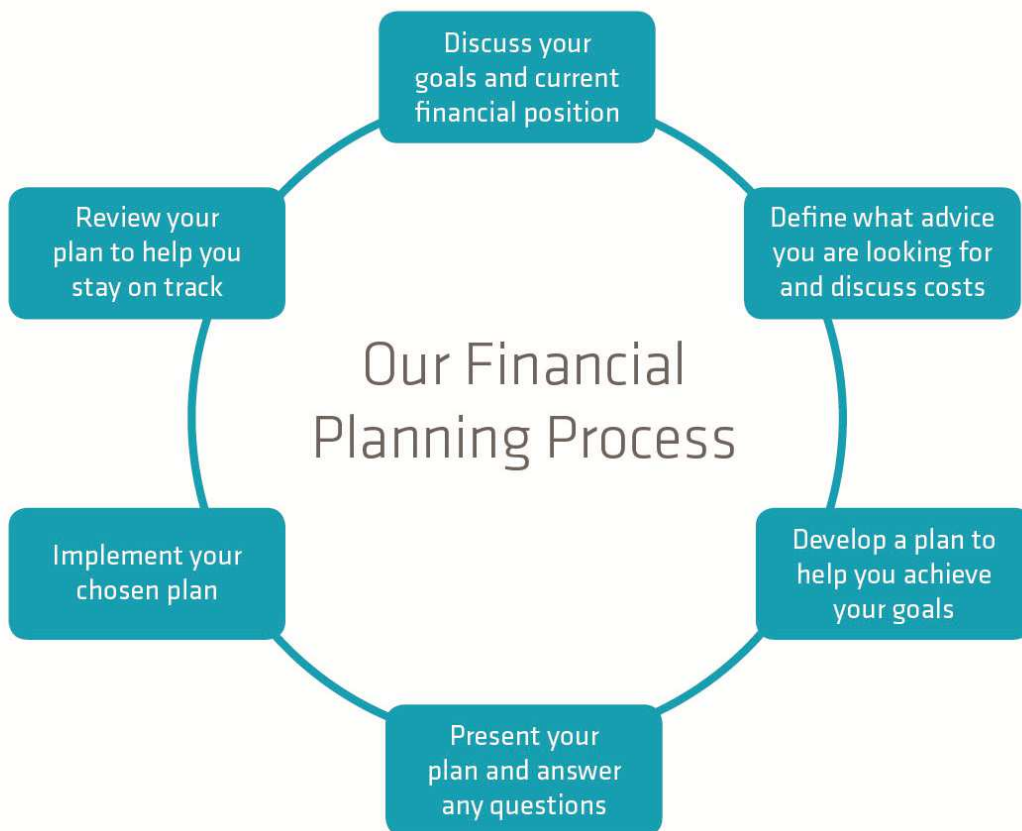 Discuss your
goals and current
financial position
Define what advice
you are looking for
and discuss costs
Develop a plan to
help you achieve
your goals
Present your
plan and answer
any questions
Implement your
chosen plan
Review your
plan to help you
stay on track
Our Financial
Planning Process